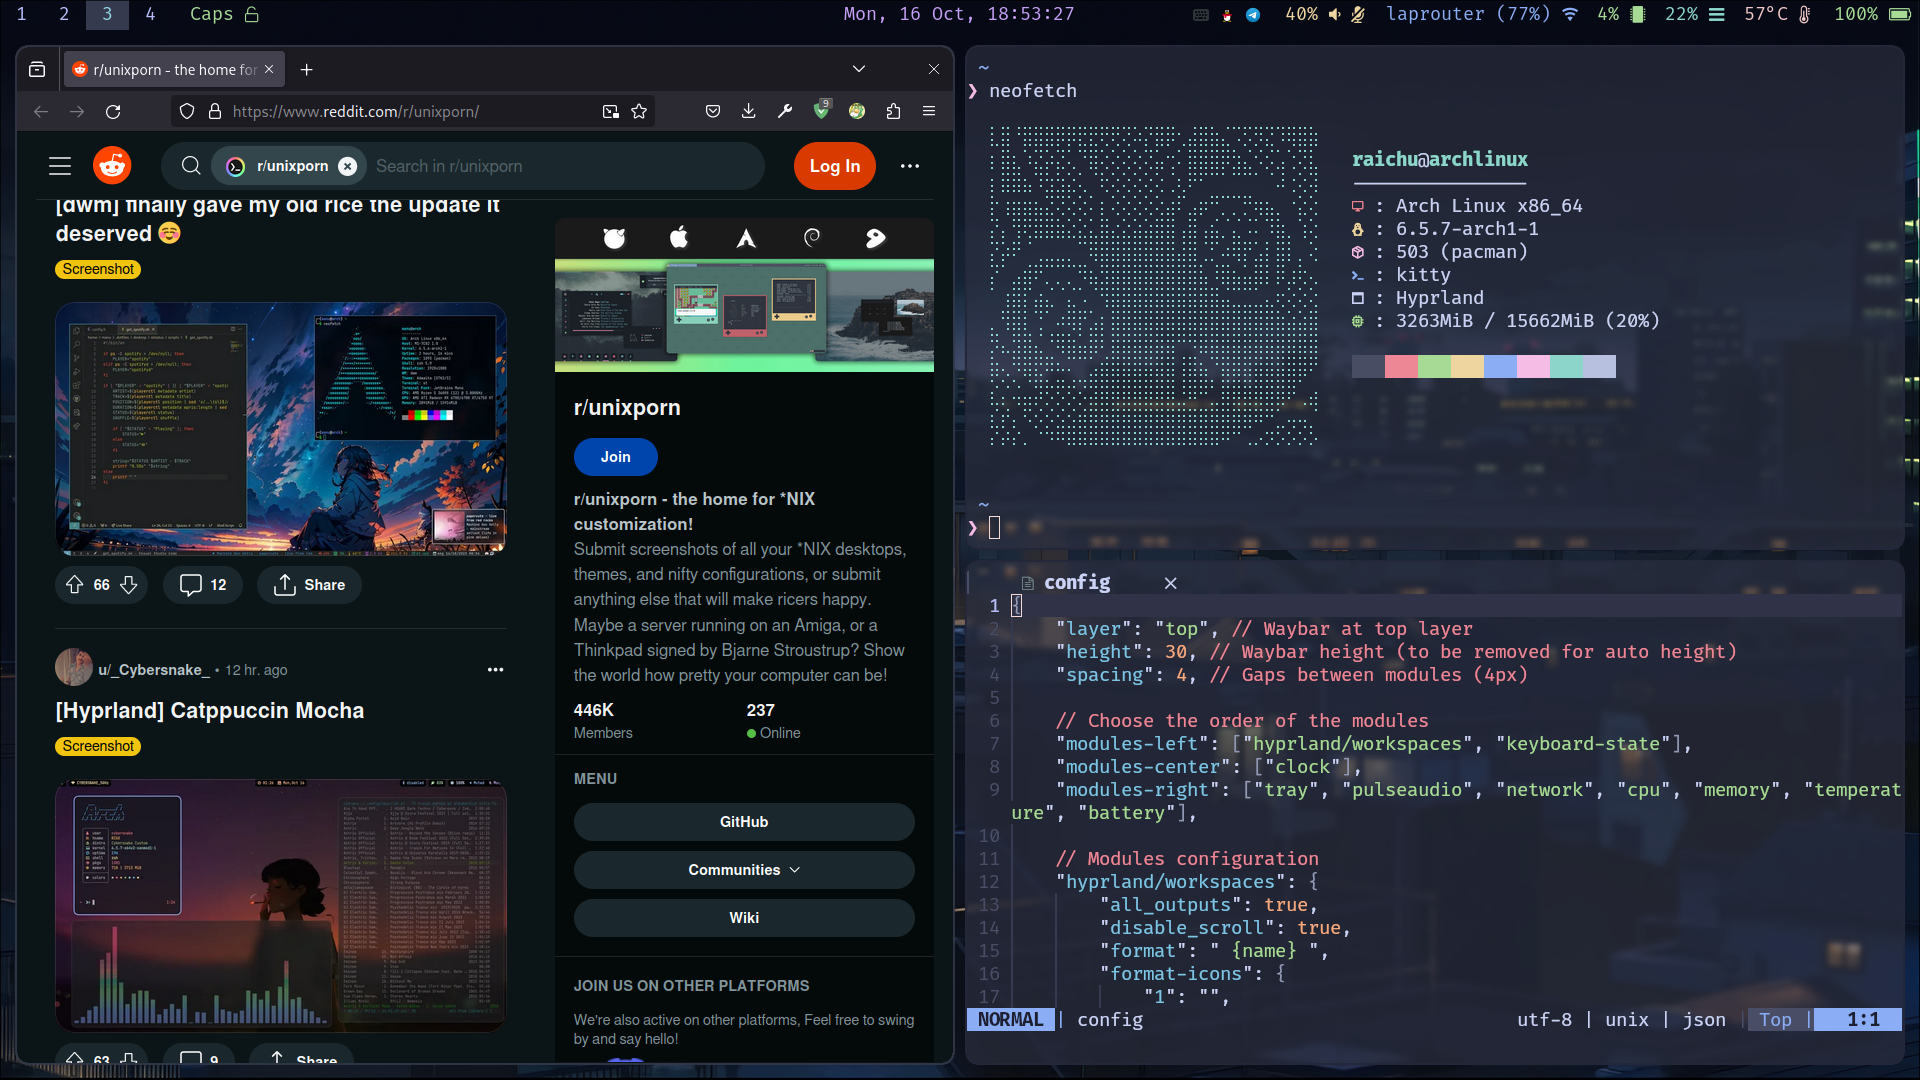 1 2 3 4 Caps
Mon, 16 Oct, 18:53:27
40% laprouter (77%) 4% 22% 57°C 100%
r/unixporn - the home for
https://www.reddit.com/r/unixporn/
9
r/unixporn Search in r/unixporn
Log In
[dwm] finally gave my old rice the update it
deserved ☺️
Screenshot
66 12 Share
u/_Cybersnake_ • 12 hr. ago
[Hyprland] Catppuccin Mocha
Screenshot
63 9 Share
r/unixporn
Join
r/unixporn - the home for *NIX
customization!
Submit screenshots of all your *NIX desktops,
themes, and nifty configurations, or submit
anything else that will make ricers happy.
Maybe a server running on an Amiga, or a
Thinkpad signed by Bjarne Stroustrup? Show
the world how pretty your computer can be!
446K 237
Members Online
MENU
GitHub
Communities
Wiki
JOIN US ON OTHER PLATFORMS
We're also active on other platforms, Feel free to swing
by and say hello!
~
❯ neofetch
raichu@archlinux
: Arch Linux x86_64
: 6.5.7-arch1-1
: 503 (pacman)
: kitty
: Hyprland
: 3263MiB / 15662MiB (20%)
~
❯
config
1 {
2 "layer": "top", // Waybar at top layer
3 "height": 30, // Waybar height (to be removed for auto height)
4 "spacing": 4, // Gaps between modules (4px)
5
6 // Choose the order of the modules
7 "modules-left": ["hyprland/workspaces", "keyboard-state"],
8 "modules-center": ["clock"],
9 "modules-right": ["tray", "pulseaudio", "network", "cpu", "memory", "temperat
ure", "battery"],
10
11 // Modules configuration
12 "hyprland/workspaces": {
13 "all_outputs": true,
14 "disable_scroll": true,
15 "format": " {name} ",
16 "format-icons": {
17 "1": "",
NORMAL | config utf-8 | unix | json | Top | 1:1